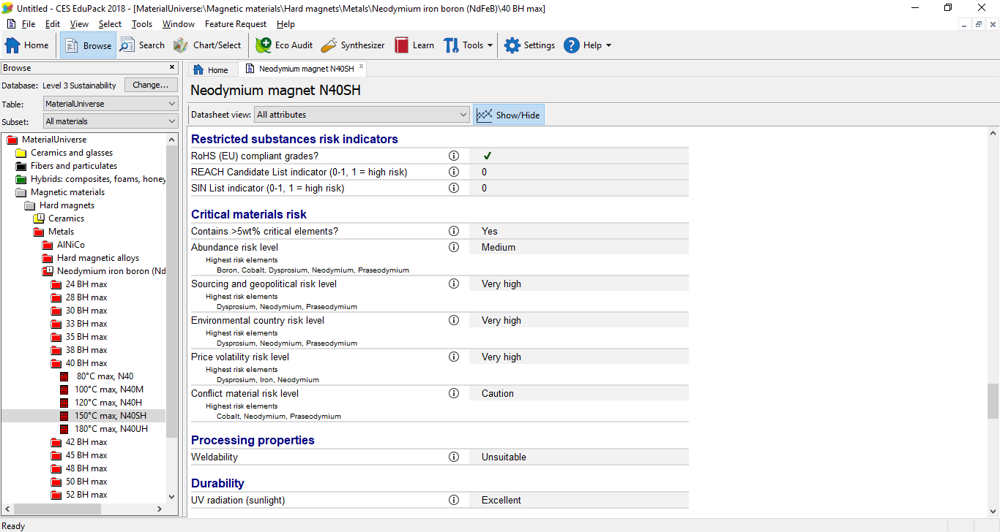 Untitled - CES EduPack 2018 - [MaterialUniverse:\Magnetic materials\Hard magnets\Metals\Neodymium iron boron (NdFeB)\40 BH max]
File Edit View Select Tools Window Feature Request Help
Home Browse Search Chart/Select Eco Audit Synthesizer Learn Tools Settings Help
Browse
Database: Level 3 Sustainability Change...
Table: MaterialUniverse
Subset: All materials
MaterialUniverse
Ceramics and glasses
Fibers and particulates
Hybrids: composites, foams, honey
Magnetic materials
Hard magnets
Ceramics
Metals
AlNiCo
Hard magnetic alloys
Neodymium iron boron (Nd
24 BH max
28 BH max
30 BH max
33 BH max
35 BH max
38 BH max
40 BH max
80°C max, N40
100°C max, N40M
120°C max, N40H
150°C max, N40SH
180°C max, N40UH
42 BH max
45 BH max
48 BH max
50 BH max
52 BH max
Home Neodymium magnet N40SH
Neodymium magnet N40SH
Datasheet view: All attributes Show/Hide
Restricted substances risk indicators
RoHS (EU) compliant grades? ✓
REACH Candidate List indicator (0-1, 1 = high risk) 0
SIN List indicator (0-1, 1 = high risk) 0
Critical materials risk
Contains >5wt% critical elements? Yes
Abundance risk level Medium
Highest risk elements
Boron, Cobalt, Dysprosium, Neodymium, Praseodymium
Sourcing and geopolitical risk level Very high
Highest risk elements
Dysprosium, Neodymium, Praseodymium
Environmental country risk level Very high
Highest risk elements
Dysprosium, Neodymium, Praseodymium
Price volatility risk level Very high
Highest risk elements
Dysprosium, Iron, Neodymium
Conflict material risk level Caution
Highest risk elements
Cobalt, Neodymium, Praseodymium
Processing properties
Weldability Unsuitable
Durability
UV radiation (sunlight) Excellent
Ready